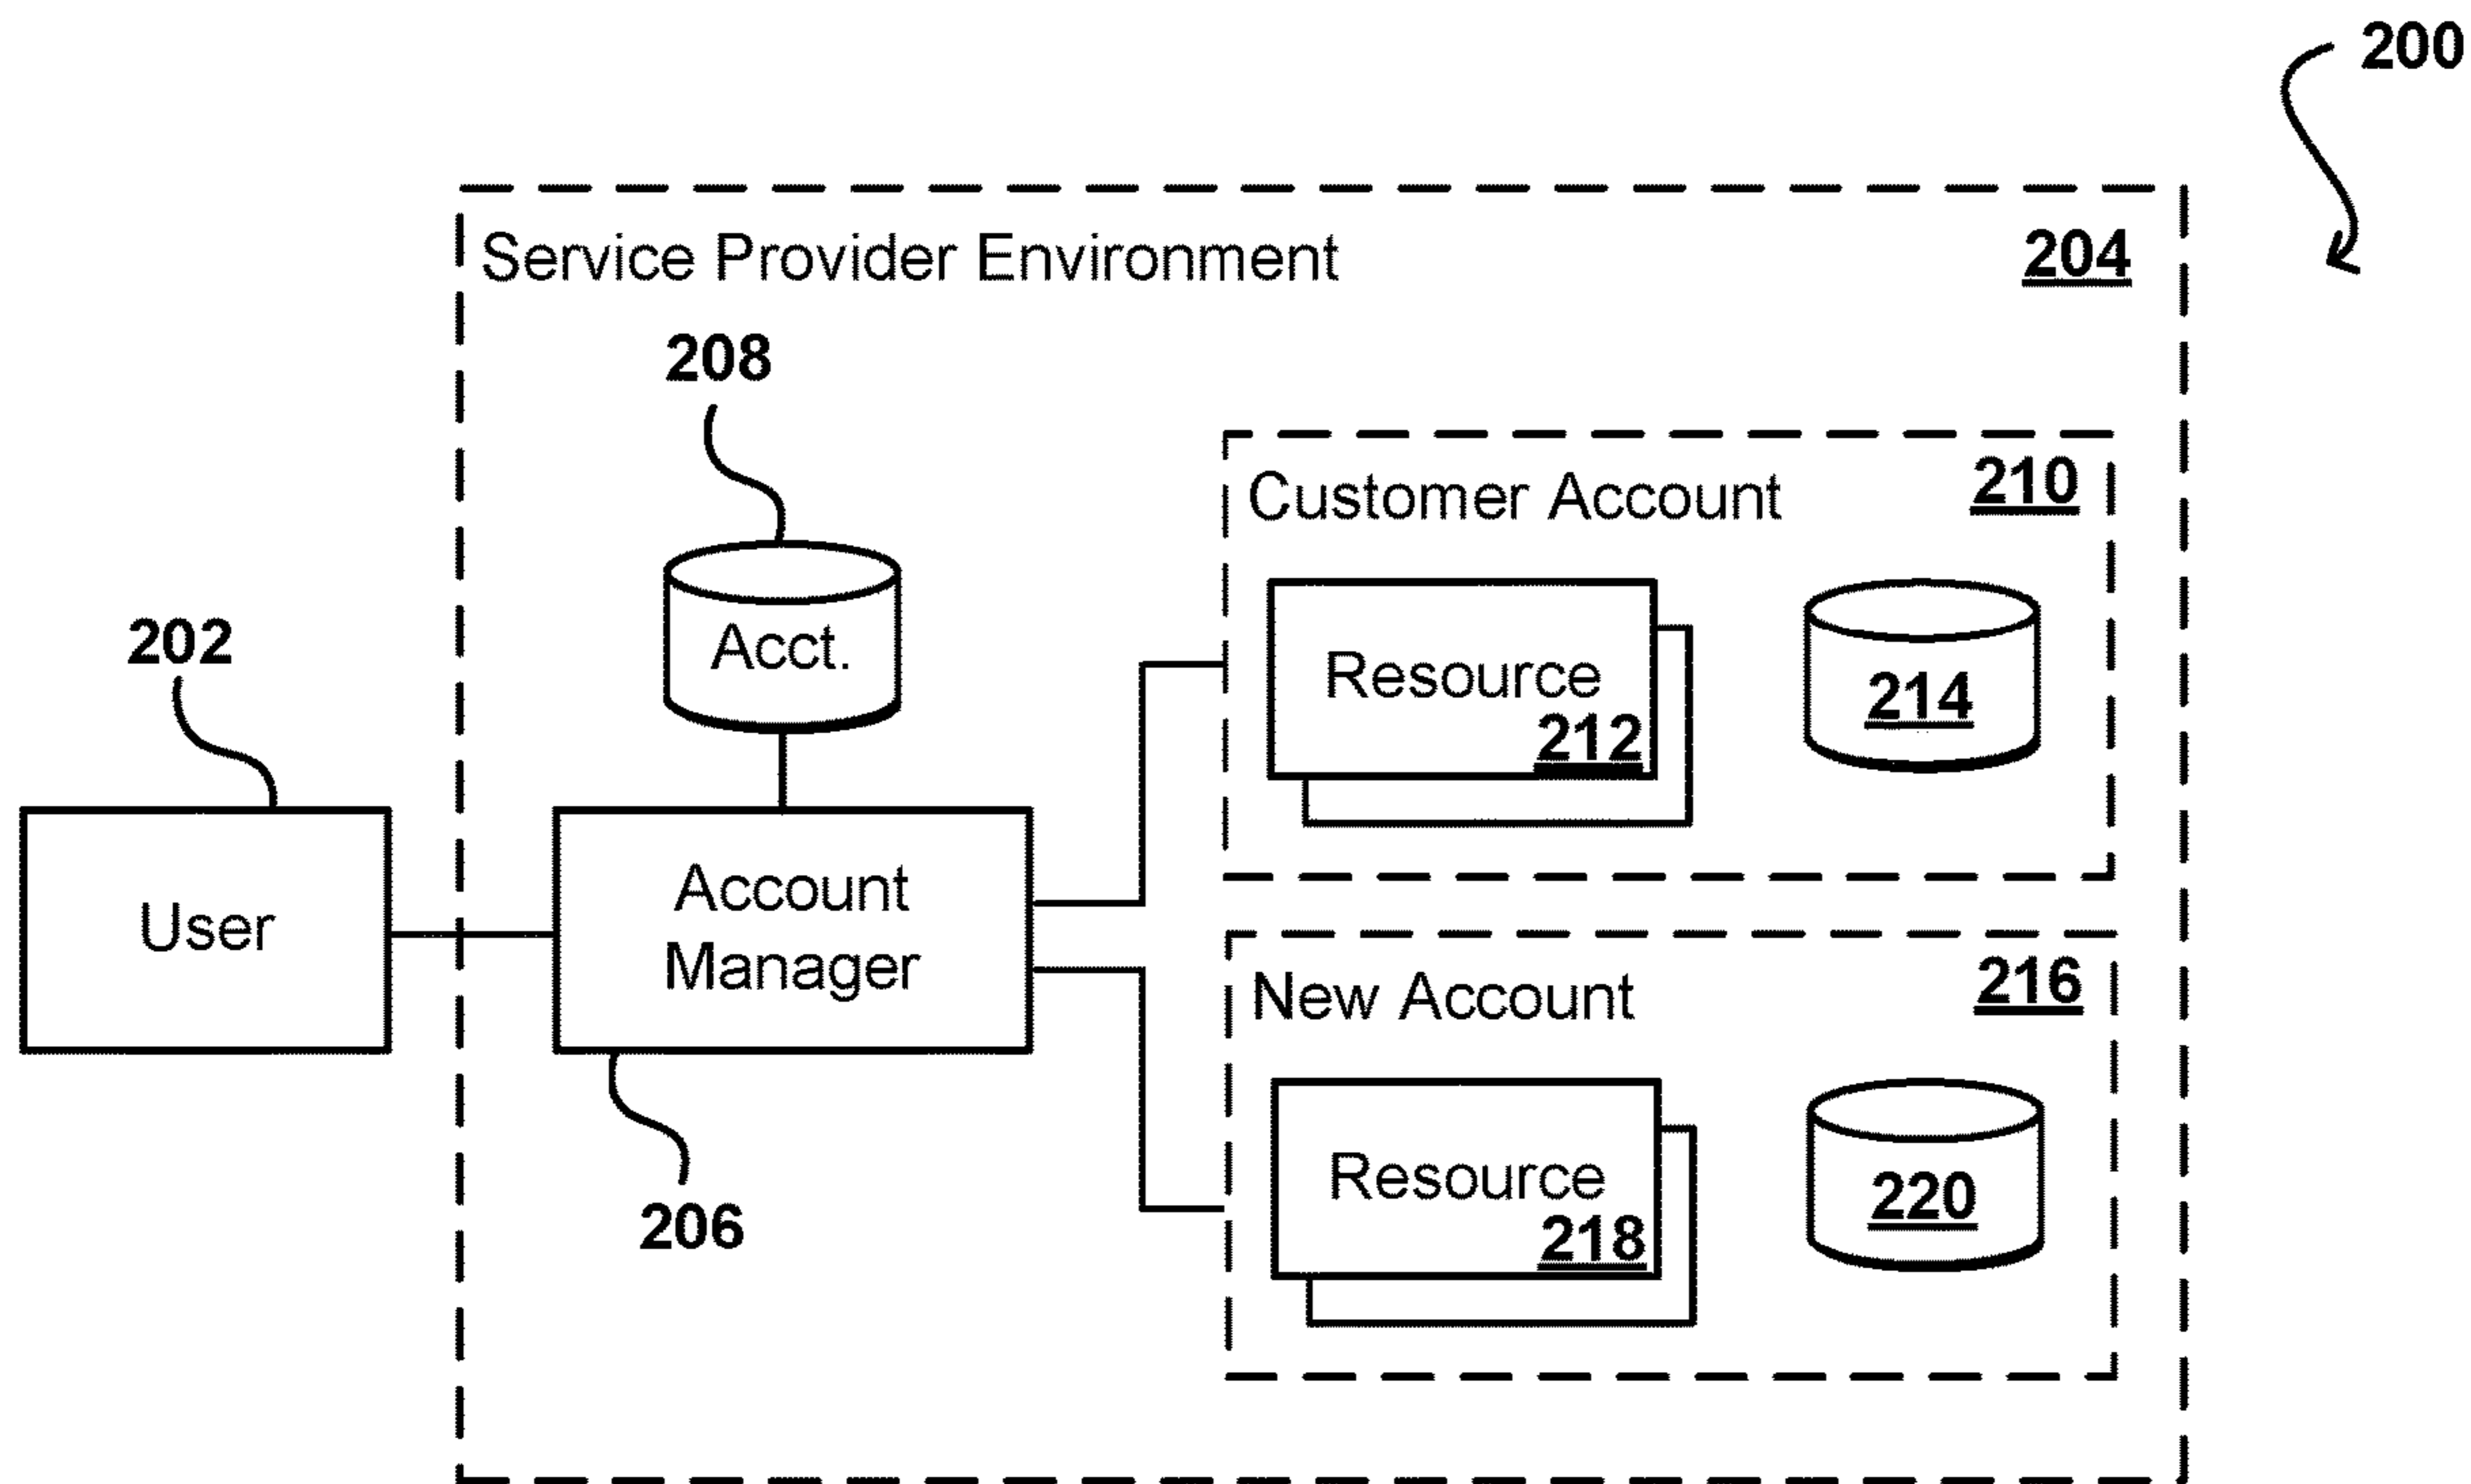 200
Service Provider Environment
204
208
Customer Account
210
Acct.
Resource
212
214
202
User
Account
Manager
206
New Account
216
Resource
218
220